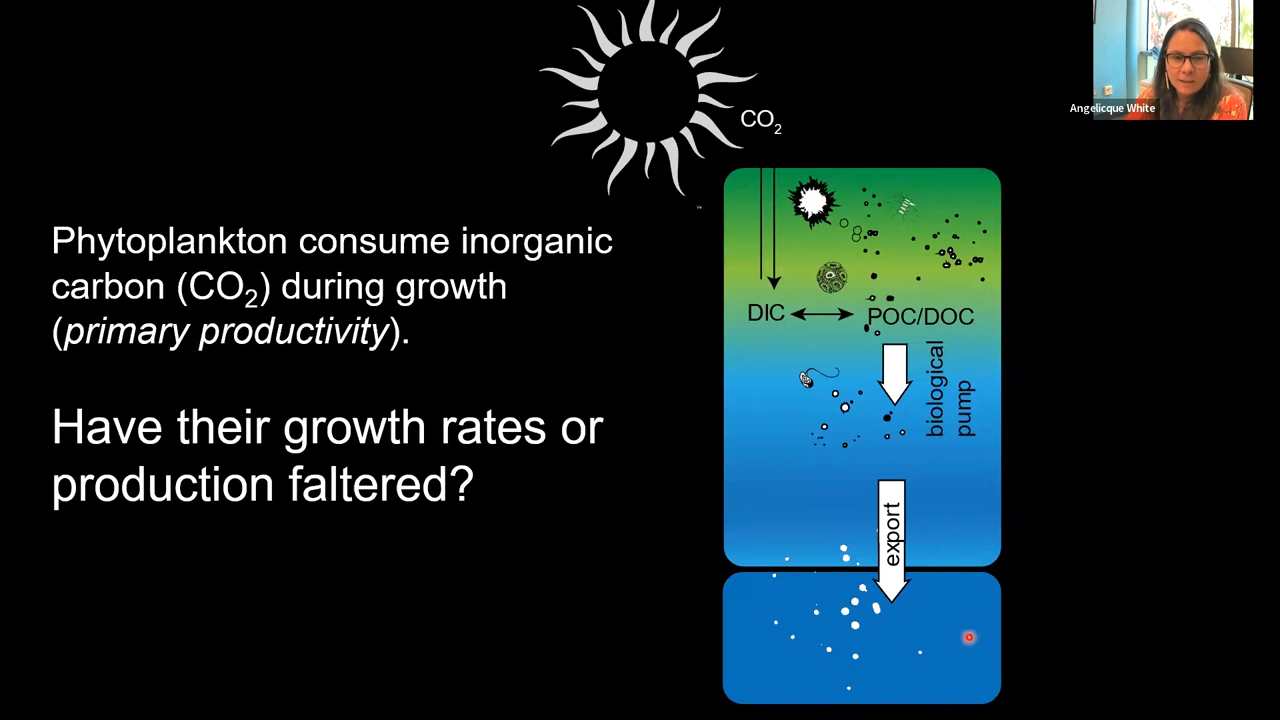 Angelicque White
CO₂
Phytoplankton consume inorganic
carbon (CO₂) during growth
(primary productivity).
Have their growth rates or
production faltered?
DIC
POC/DOC
biological
pump
export